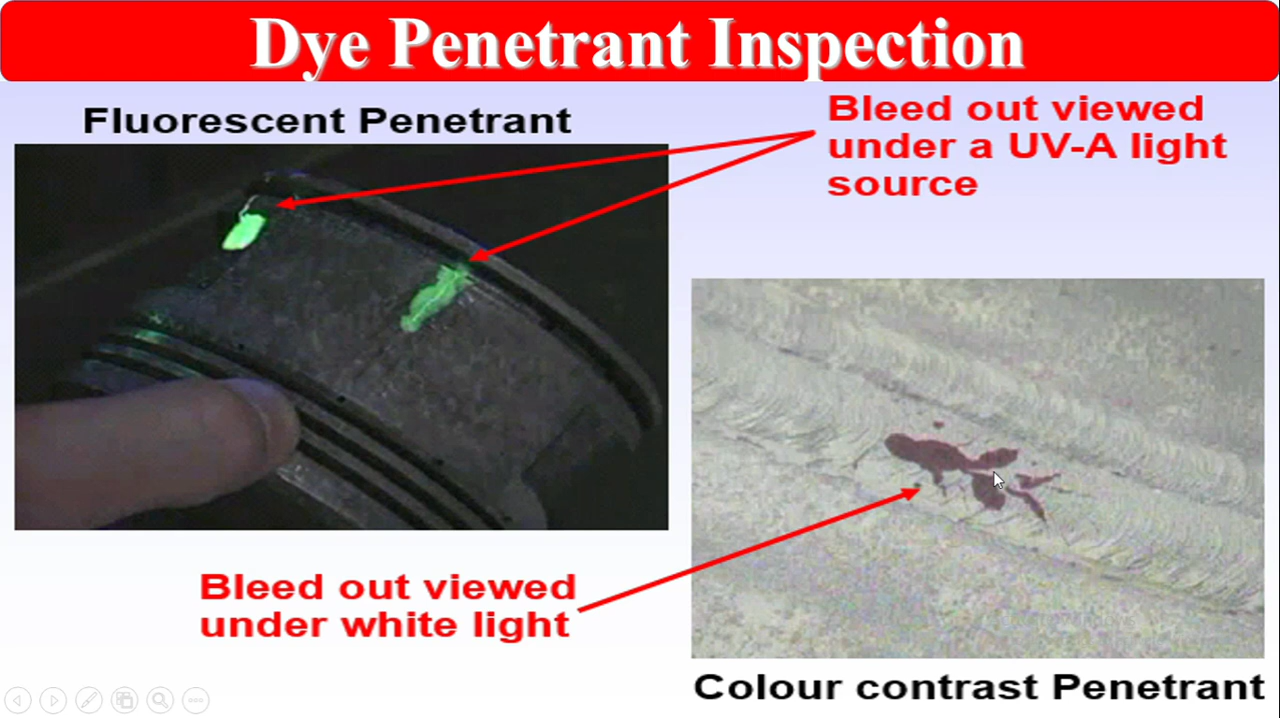 Dye Penetrant Inspection
Fluorescent Penetrant
Bleed out viewed
under a UV-A light
source
Bleed out viewed
under white light
Colour contrast Penetrant